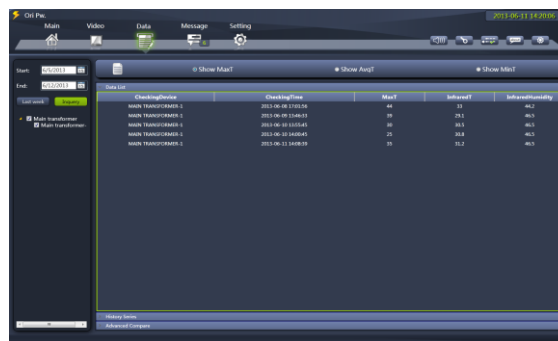 Ori Pw.
2013-06-11 14:20:06
Main Video Data Message Setting
Start: 6/5/2013
End: 6/12/2013
Last week Inquiry
Main transformer
Main transformer-
Show MaxT Show AvgT Show MinT
Data List
CheckingDevice CheckingTime MaxT InfraredT InfraredHumidity
MAIN TRANSFORMER-1 2013-06-08 17:01:56 44 33 44.2
MAIN TRANSFORMER-1 2013-06-09 13:46:33 39 29.1 46.5
MAIN TRANSFORMER-1 2013-06-10 13:55:45 30 30.5 46.5
MAIN TRANSFORMER-1 2013-06-10 14:00:45 25 30.8 46.5
MAIN TRANSFORMER-1 2013-06-11 14:08:39 35 31.2 46.5
History Series
Advanced Compare